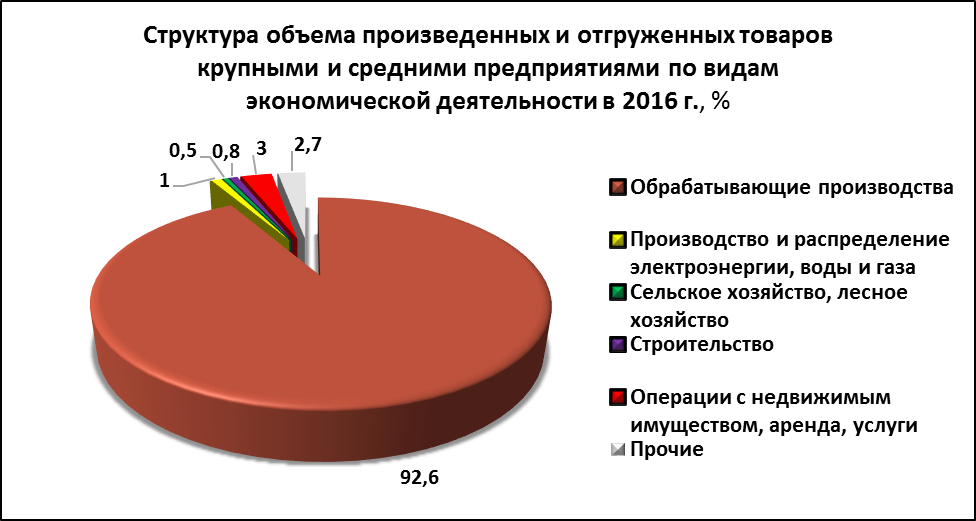 Структура объема произведенных и отгруженных товаров
крупными и средними предприятиями по видам
экономической деятельности в 2016 г., %
0,5
0,8
3
2,7
1
92,6
Обрабатывающие производства
Производство и распределение
электроэнергии, воды и газа
Сельское хозяйство, лесное
хозяйство
Строительство
Операции с недвижимым
имуществом, аренда, услуги
Прочие